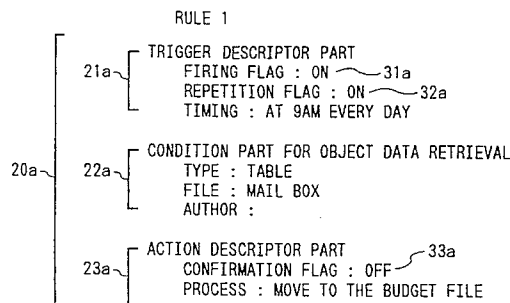 RULE 1
TRIGGER DESCRIPTOR PART
21a
FIRING FLAG : ON 31a
REPETITION FLAG : ON 32a
TIMING : AT 9AM EVERY DAY
CONDITION PART FOR OBJECT DATA RETRIEVAL
20a 22a TYPE : TABLE
FILE : MAIL BOX
AUTHOR :
ACTION DESCRIPTOR PART 33a
23a CONFIRMATION FLAG : OFF
PROCESS : MOVE TO THE BUDGET FILE